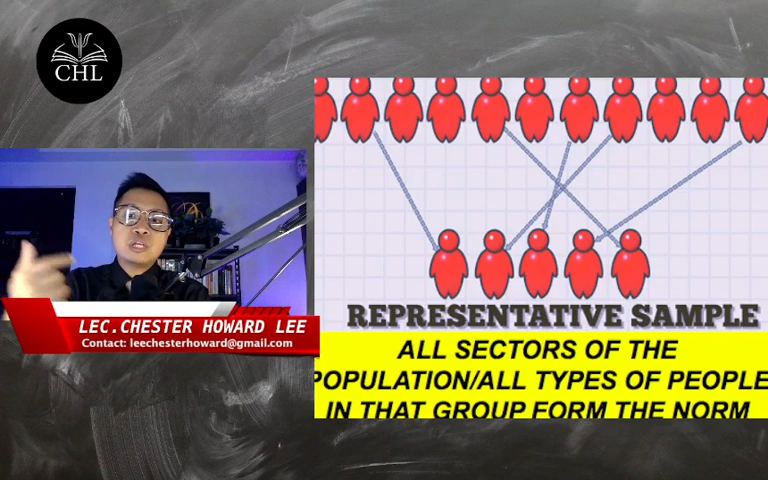 CHL
LEC.CHESTER HOWARD LEE
Contact: leechesterhoward@gmail.com
REPRESENTATIVE SAMPLE
ALL SECTORS OF THE
POPULATION/ALL TYPES OF PEOPLE
IN THAT GROUP FORM THE NORM